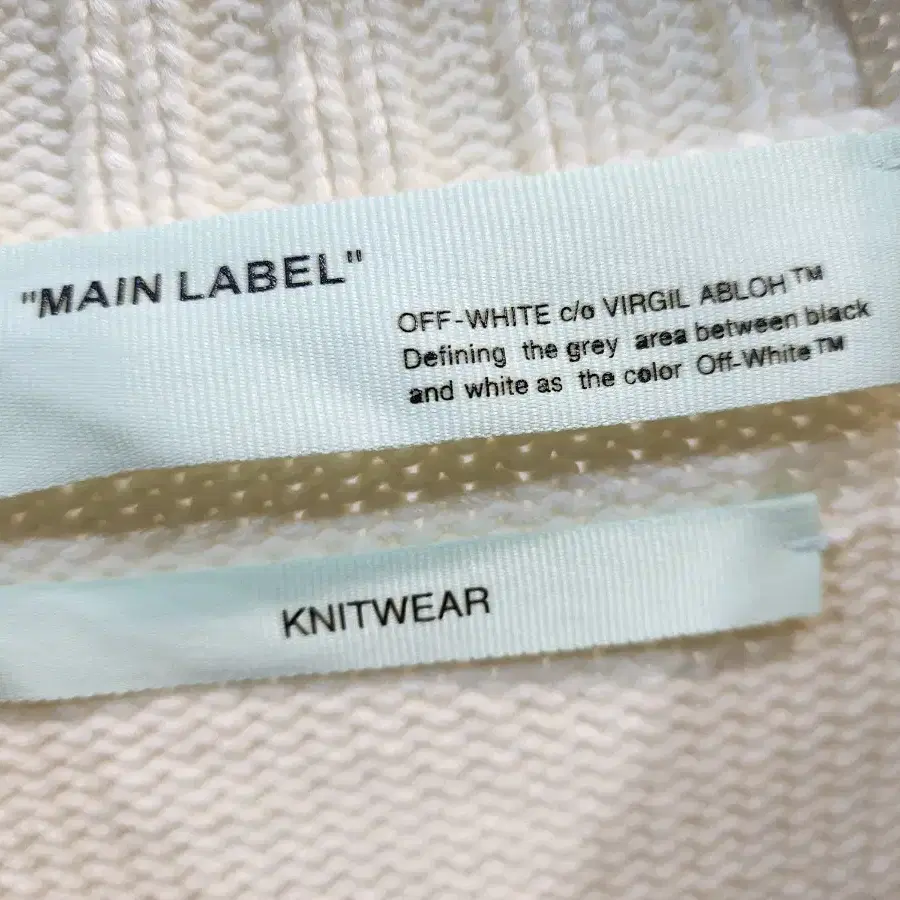 "MAIN LABEL"
OFF-WHITE c/o VIRGIL ABLOH™
Defining the grey area between black
and white as the color Off-White™
KNITWEAR